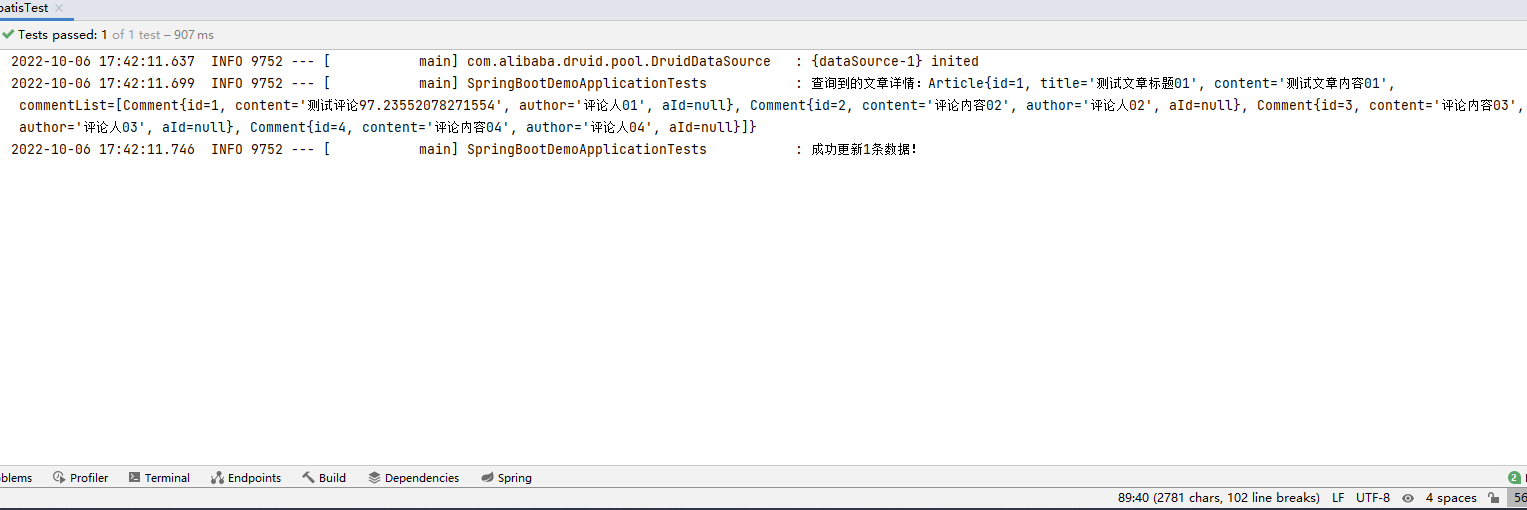 batisTest
Tests passed: 1 of 1 test – 907 ms
2022-10-06 17:42:11.637  INFO 9752 --- [           main] com.alibaba.druid.pool.DruidDataSource   : {dataSource-1} inited
2022-10-06 17:42:11.699  INFO 9752 --- [           main] SpringBootDemoApplicationTests           : 查询到的文章详情：Article{id=1, title='测试文章标题01', content='测试文章内容01',
commentList=[Comment{id=1, content='测试评论97.23552078271554', author='评论人01', aId=null}, Comment{id=2, content='评论内容02', author='评论人02', aId=null}, Comment{id=3, content='评论内容03',
author='评论人03', aId=null}, Comment{id=4, content='评论内容04', author='评论人04', aId=null}]}
2022-10-06 17:42:11.746  INFO 9752 --- [           main] SpringBootDemoApplicationTests           : 成功更新1条数据!
blems Profiler Terminal Endpoints Build Dependencies Spring 2
89:40 (2781 chars, 102 line breaks) LF UTF-8 4 spaces 56